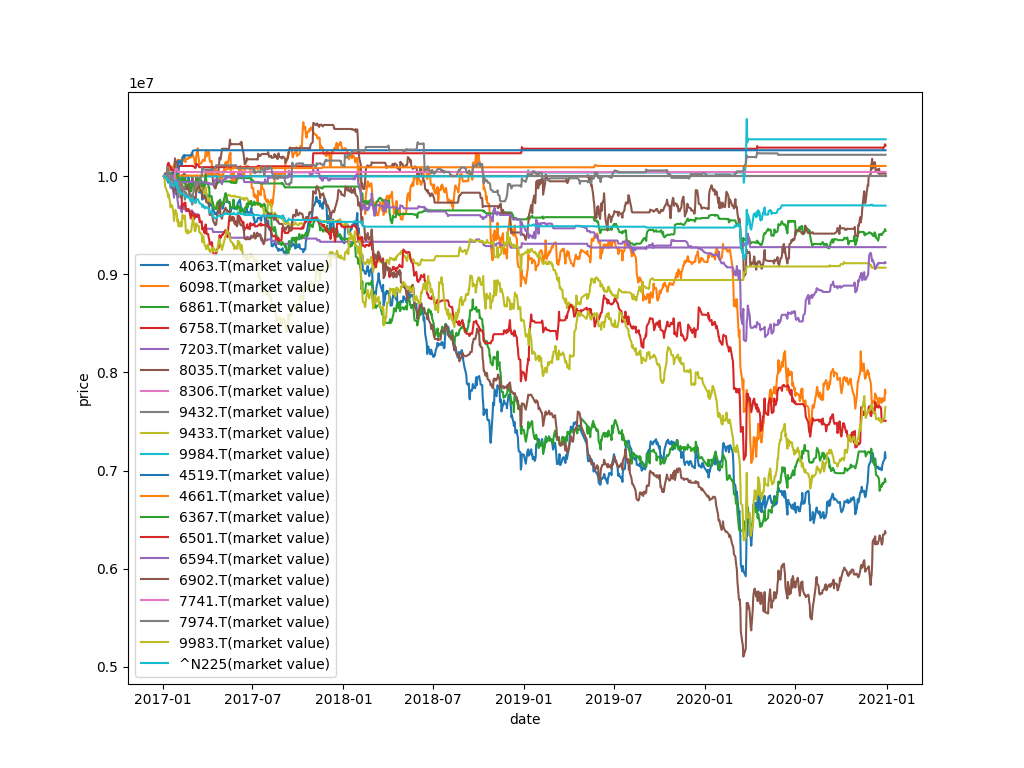 1e7
1.0
0.9
0.8
0.7
0.6
0.5
price
4063.T(market value)
6098.T(market value)
6861.T(market value)
6758.T(market value)
7203.T(market value)
8035.T(market value)
8306.T(market value)
9432.T(market value)
9433.T(market value)
9984.T(market value)
4519.T(market value)
4661.T(market value)
6367.T(market value)
6501.T(market value)
6594.T(market value)
6902.T(market value)
7741.T(market value)
7974.T(market value)
9983.T(market value)
^N225(market value)
2017-01 2017-07 2018-01 2018-07 2019-01 2019-07 2020-01 2020-07 2021-01
date